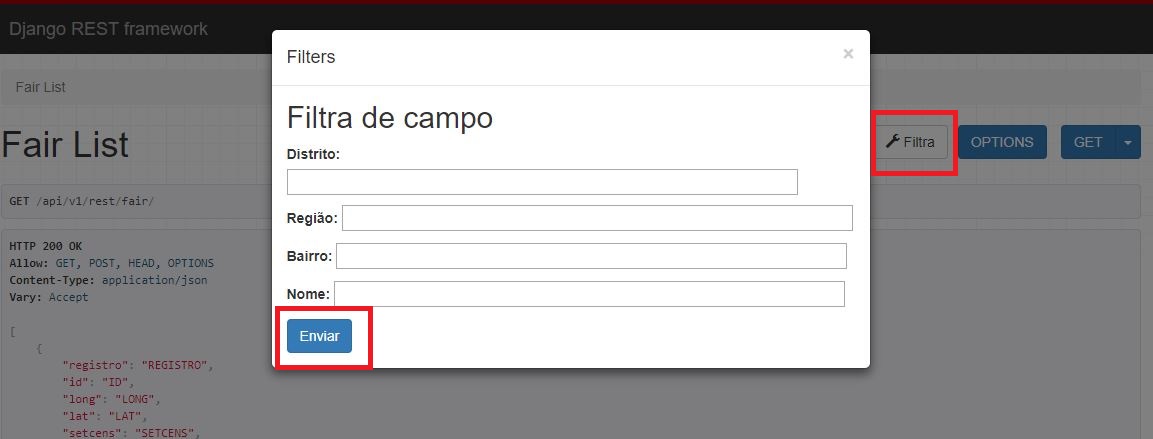 Django REST framework
Filters ×
Fair List
Filtra de campo
Fair List
Filtra
OPTIONS
GET
Distrito:
GET /api/v1/rest/fair/
Região:
HTTP 200 OK
Allow: GET, POST, HEAD, OPTIONS
Bairro:
Content-Type: application/json
Vary: Accept
Nome:
Enviar
[
{
"registro": "REGISTRO",
"id": "ID",
"long": "LONG",
"lat": "LAT",
"setcens": "SETCENS",